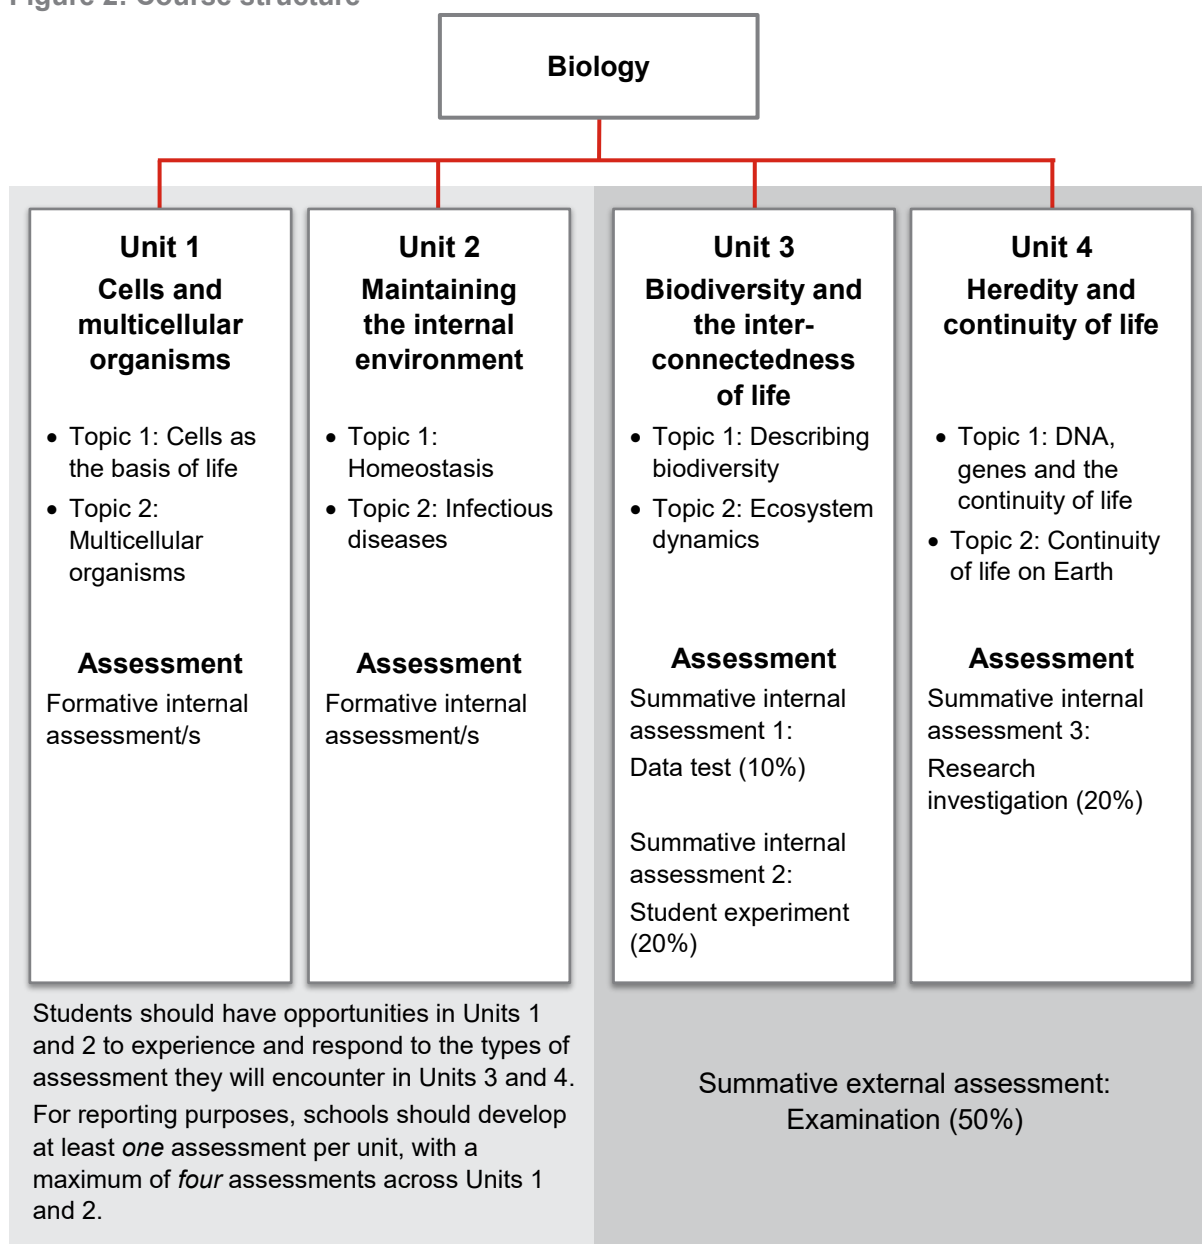 Figure 2: Course structure
Biology
Unit 1
Cells and
multicellular
organisms
• Topic 1: Cells as
the basis of life
• Topic 2:
Multicellular
organisms
Assessment
Formative internal
assessment/s
Unit 2
Maintaining
the internal
environment
• Topic 1:
Homeostasis
• Topic 2: Infectious
diseases
Assessment
Formative internal
assessment/s
Unit 3
Biodiversity and
the inter-
connectedness
of life
• Topic 1: Describing
biodiversity
• Topic 2: Ecosystem
dynamics
Assessment
Summative internal
assessment 1:
Data test (10%)
Summative internal
assessment 2:
Student experiment
(20%)
Unit 4
Heredity and
continuity of life
• Topic 1: DNA,
genes and the
continuity of life
• Topic 2: Continuity
of life on Earth
Assessment
Summative internal
assessment 3:
Research
investigation (20%)
Students should have opportunities in Units 1
and 2 to experience and respond to the types of
assessment they will encounter in Units 3 and 4.
For reporting purposes, schools should develop
at least one assessment per unit, with a
maximum of four assessments across Units 1
and 2.
Summative external assessment:
Examination (50%)